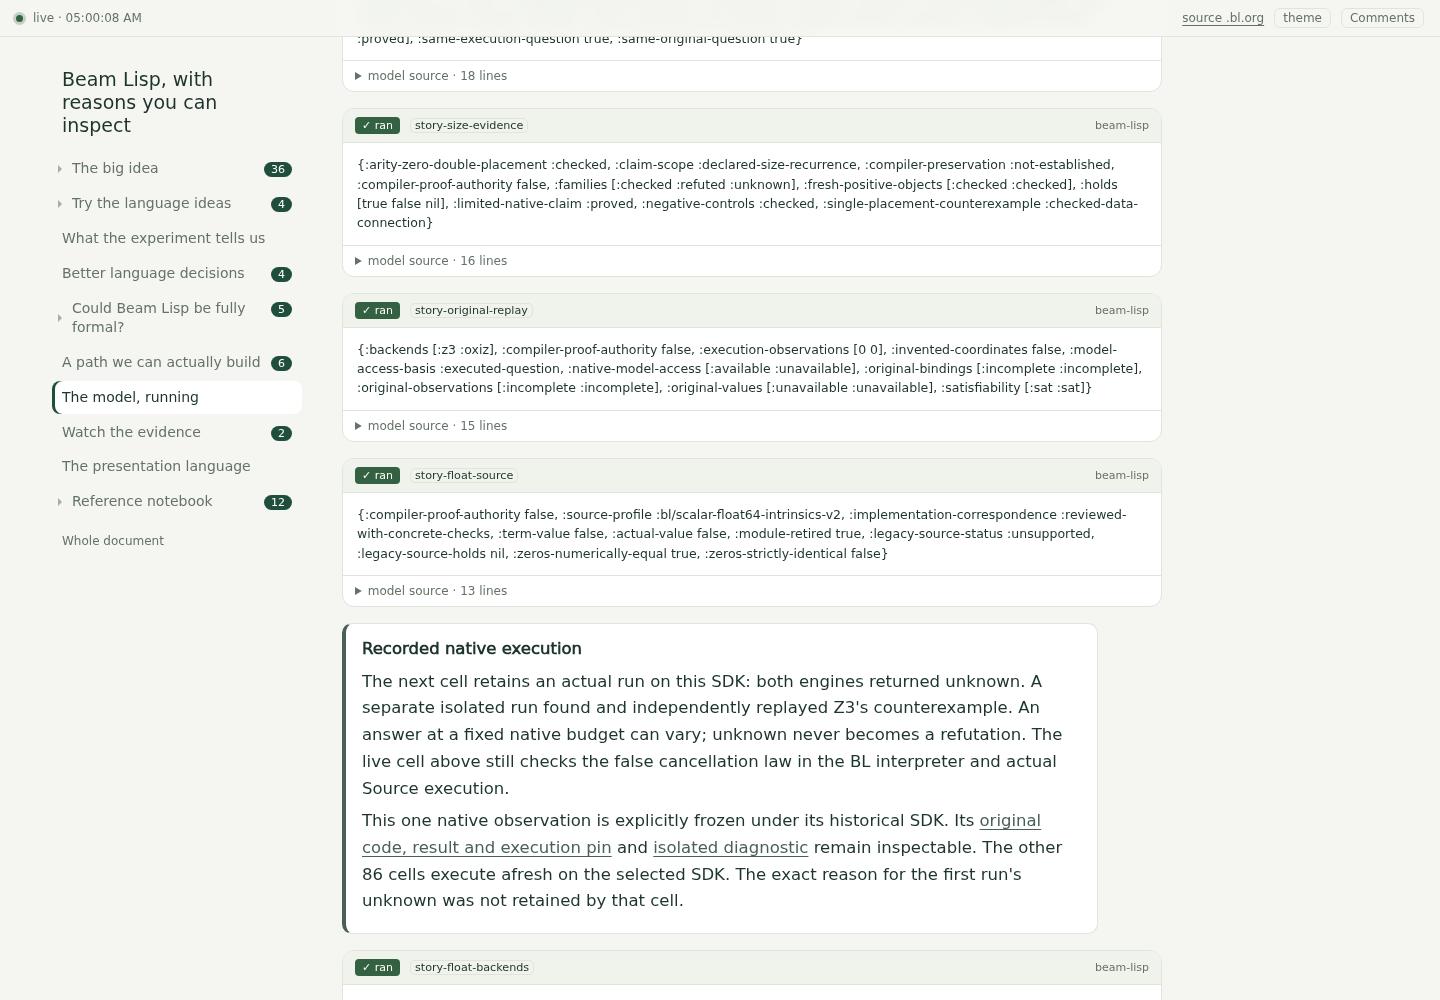 live · 05:00:08 AM
source .bl.org
theme
Comments
Beam Lisp, with
reasons you can
inspect
The big idea
36
Try the language ideas
4
What the experiment tells us
Better language decisions
4
Could Beam Lisp be fully
formal?
5
A path we can actually build
6
The model, running
Watch the evidence
2
The presentation language
Reference notebook
12
Whole document
:proved], :same-execution-question true, :same-original-question true}
model source · 18 lines
✓ ran
story-size-evidence
beam-lisp
{:arity-zero-double-placement :checked, :claim-scope :declared-size-recurrence, :compiler-preservation :not-established,
:compiler-proof-authority false, :families [:checked :refuted :unknown], :fresh-positive-objects [:checked :checked], :holds
[true false nil], :limited-native-claim :proved, :negative-controls :checked, :single-placement-counterexample :checked-data-
connection}
model source · 16 lines
✓ ran
story-original-replay
beam-lisp
{:backends [:z3 :oxiz], :compiler-proof-authority false, :execution-observations [0 0], :invented-coordinates false, :model-
access-basis :executed-question, :native-model-access [:available :unavailable], :original-bindings [:incomplete :incomplete],
:original-observations [:incomplete :incomplete], :original-values [:unavailable :unavailable], :satisfiability [:sat :sat]}
model source · 15 lines
✓ ran
story-float-source
beam-lisp
{:compiler-proof-authority false, :source-profile :bl/scalar-float64-intrinsics-v2, :implementation-correspondence :reviewed-
with-concrete-checks, :term-value false, :actual-value false, :module-retired true, :legacy-source-status :unsupported,
:legacy-source-holds nil, :zeros-numerically-equal true, :zeros-strictly-identical false}
model source · 13 lines
Recorded native execution
The next cell retains an actual run on this SDK: both engines returned unknown. A
separate isolated run found and independently replayed Z3's counterexample. An
answer at a fixed native budget can vary; unknown never becomes a refutation. The
live cell above still checks the false cancellation law in the BL interpreter and actual
Source execution.
This one native observation is explicitly frozen under its historical SDK. Its original
code, result and execution pin and isolated diagnostic remain inspectable. The other
86 cells execute afresh on the selected SDK. The exact reason for the first run's
unknown was not retained by that cell.
✓ ran
story-float-backends
beam-lisp